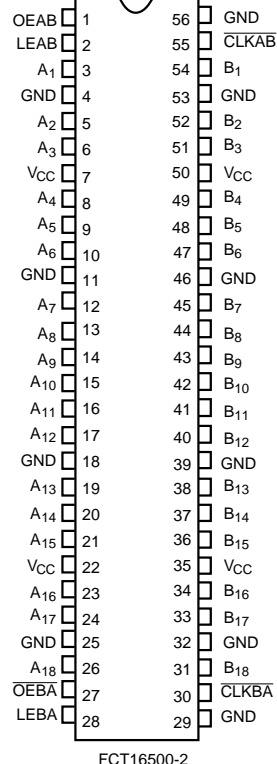 OEAB 1 56 GND
LEAB 2 55 CLKAB
A1 3 54 B1
GND 4 53 GND
A2 5 52 B2
A3 6 51 B3
VCC 7 50 VCC
A4 8 49 B4
A5 9 48 B5
A6 10 47 B6
GND 11 46 GND
A7 12 45 B7
A8 13 44 B8
A9 14 43 B9
A10 15 42 B10
A11 16 41 B11
A12 17 40 B12
GND 18 39 GND
A13 19 38 B13
A14 20 37 B14
A15 21 36 B15
VCC 22 35 VCC
A16 23 34 B16
A17 24 33 B17
GND 25 32 GND
A18 26 31 B18
OEBA 27 30 CLKBA
LEBA 28 29 GND
FCT16500-2